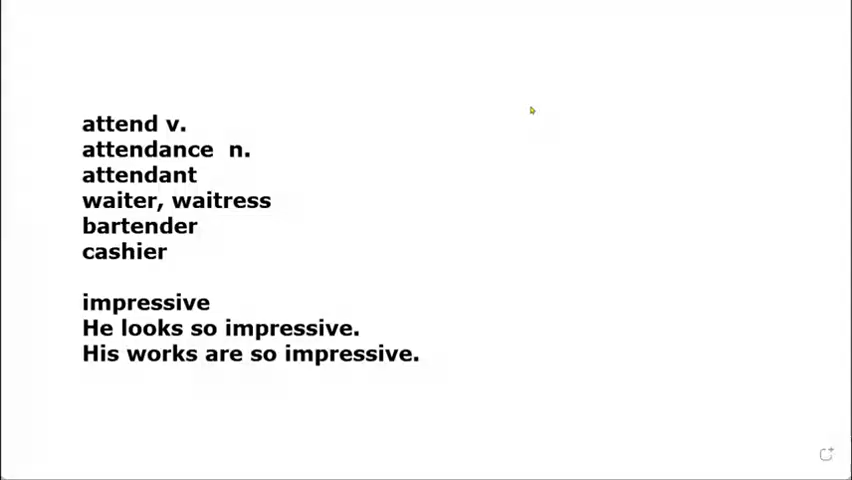 attend v.
attendance n.
attendant
waiter, waitress
bartender
cashier
impressive
He looks so impressive.
His works are so impressive.